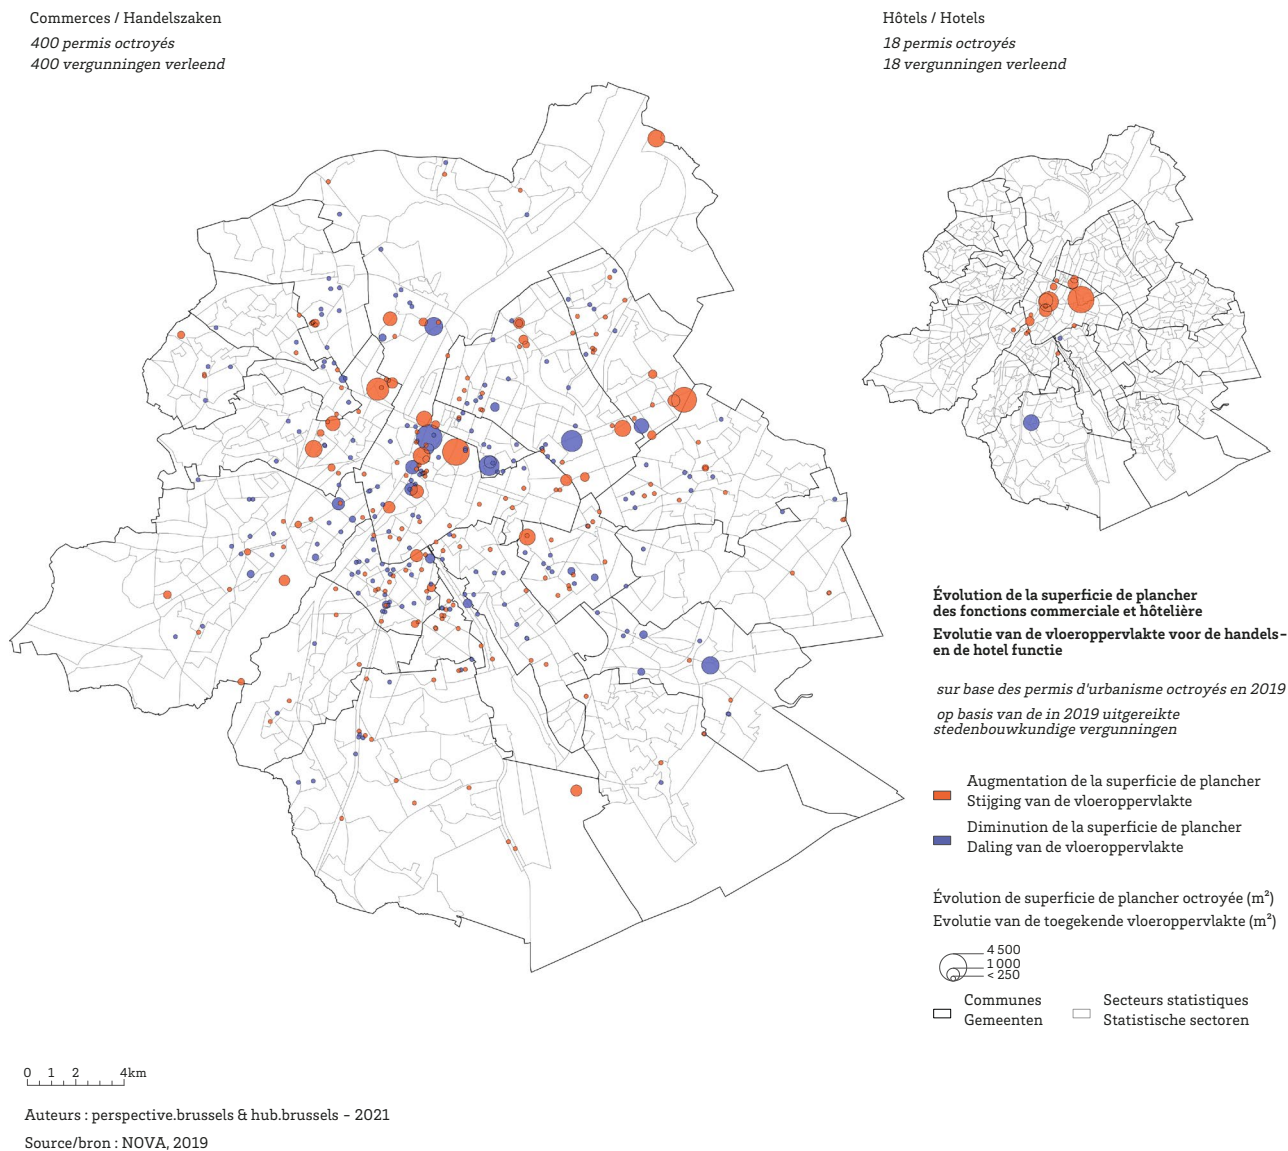 Commerces / Handelszaken
400 permis octroyés
400 vergunningen verleend
Hôtels / Hotels
18 permis octroyés
18 vergunningen verleend
Évolution de la superficie de plancher
des fonctions commerciale et hôtelière
Evolutie van de vloeroppervlakte voor de handels-
en de hotel functie
sur base des permis d'urbanisme octroyés en 2019
op basis van de in 2019 uitgereikte
stedenbouwkundige vergunningen
Augmentation de la superficie de plancher
Stijging van de vloeroppervlakte
Diminution de la superficie de plancher
Daling van de vloeroppervlakte
Évolution de superficie de plancher octroyée (m²)
Evolutie van de toegekende vloeroppervlakte (m²)
4 500
1 000
< 250
Communes
Gemeenten
Secteurs statistiques
Statistische sectoren
0 1 2 4km
Auteurs : perspective.brussels & hub.brussels - 2021
Source/bron : NOVA, 2019